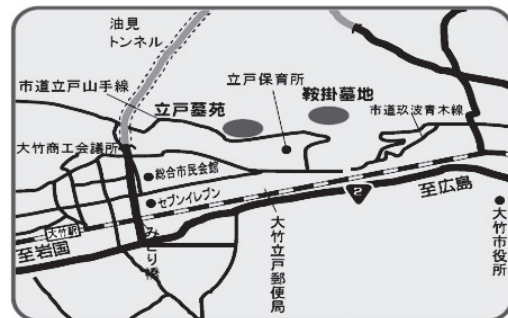 油見
トンネル
市道立戸山手線
立戸墓苑
立戸保育所
鞍掛墓地
市道玖波青木線
大竹商工会議所
総合市民会館
セブンイレブン
大竹駅
至岩国
みどり橋
大竹立戸郵便局
2
至広島
大竹市役所